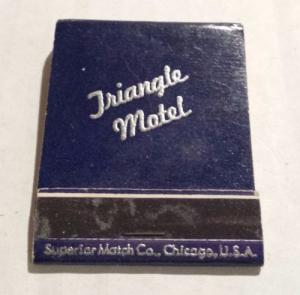 Triangle
Motel
Superior Match Co., Chicago, U.S.A.